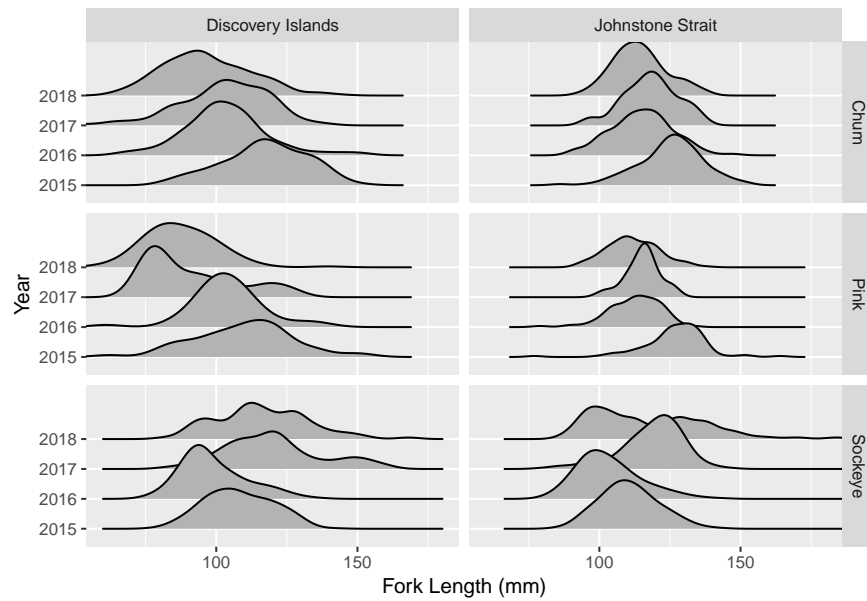 Discovery Islands
Johnstone Strait
2018
2017
2016
2015
Chum
2018
2017
2016
2015
Pink
2018
2017
2016
2015
Sockeye
Year
100
150
100
150
Fork Length (mm)